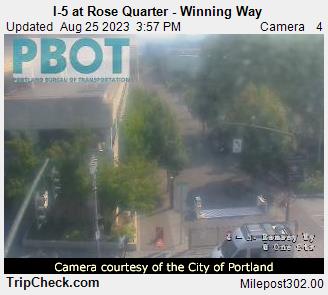 I-5 at Rose Quarter - Winning Way
Updated Aug 25 2023 3:57 PM Camera 4
PBOT
PORTLAND BUREAU OF TRANSPORTATION
Camera courtesy of the City of Portland
TripCheck.com Milepost302.00